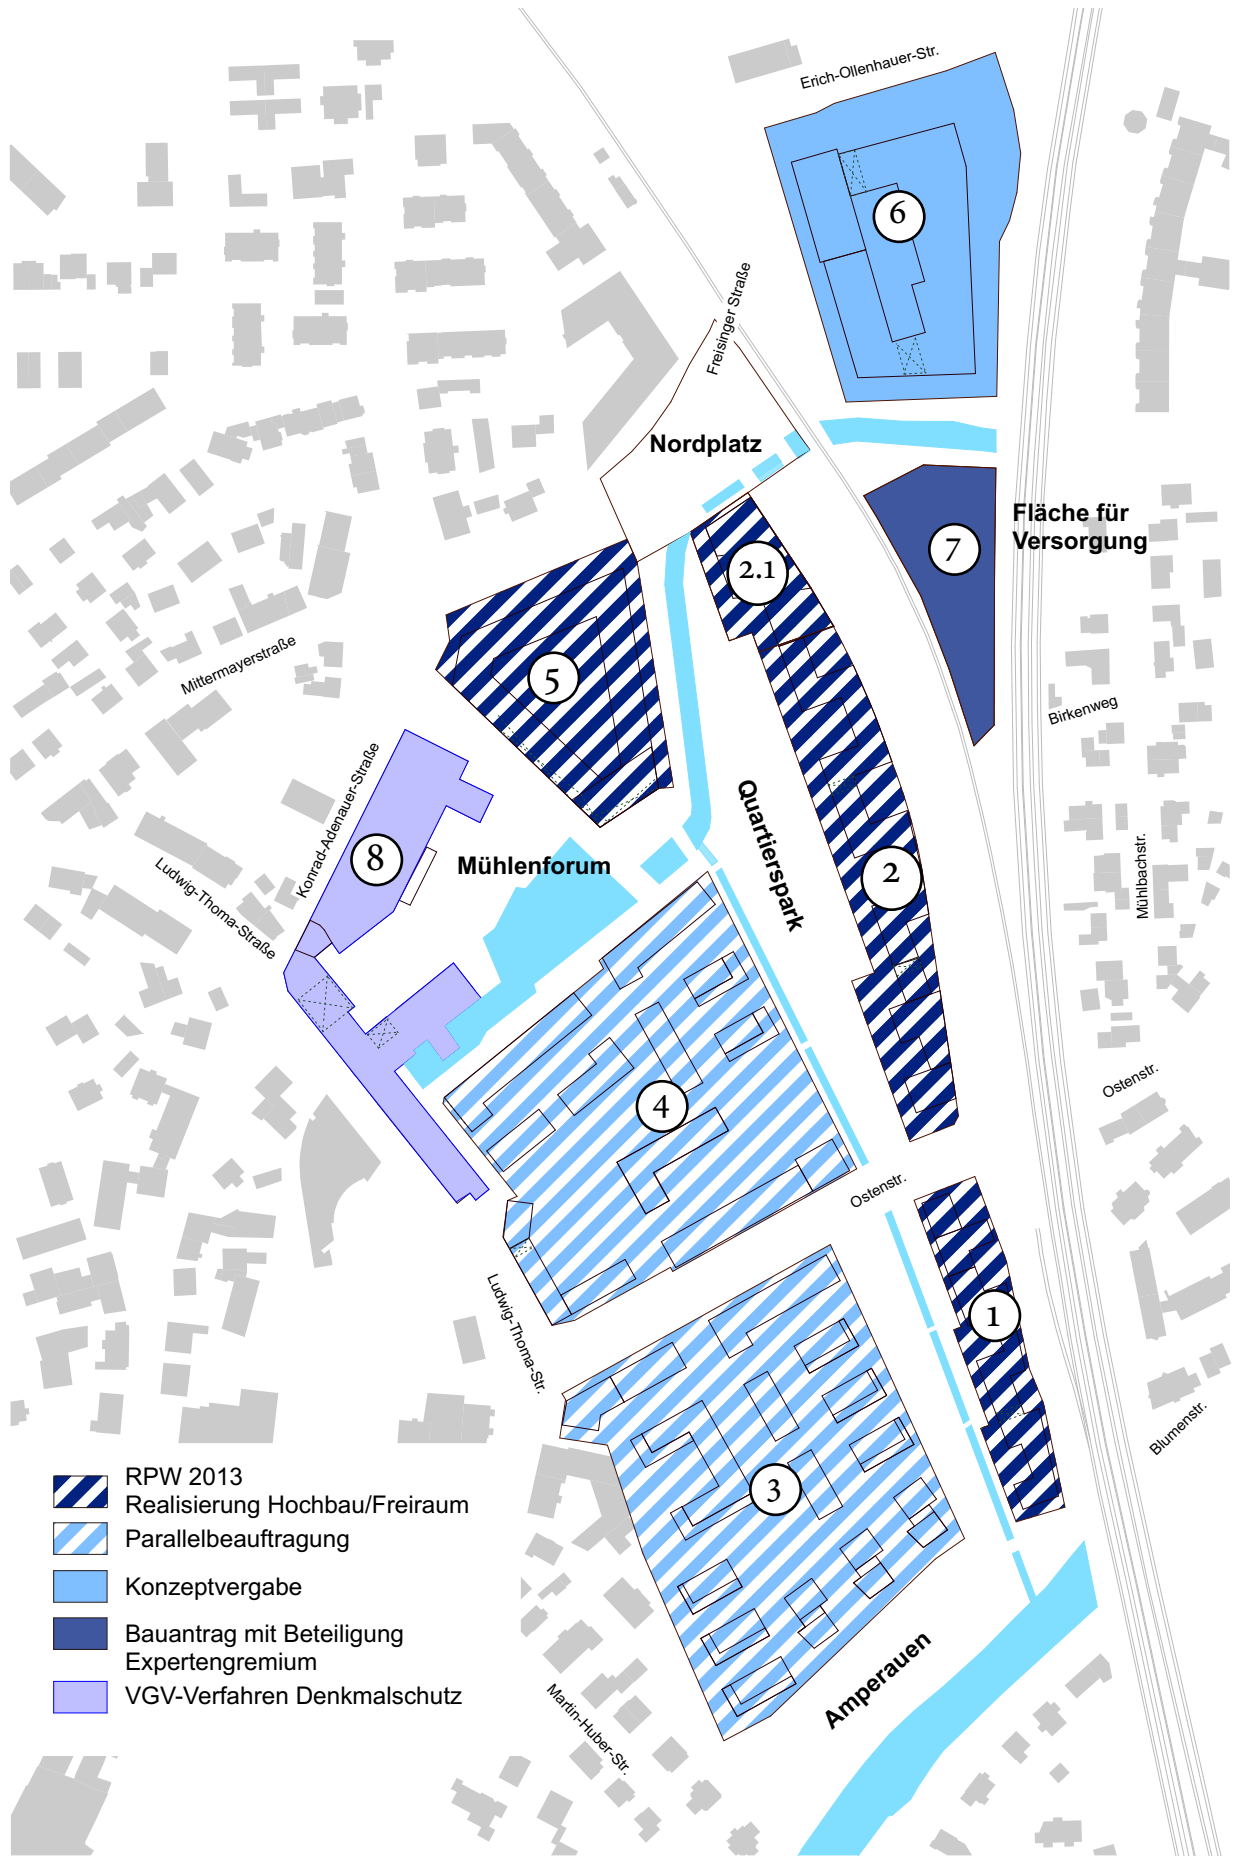 Erich-Ollenhauer-Str.
6
Freisinger Straße
Nordplatz
Fläche für
Versorgung
7
2.1
5
Mittermayerstraße
Birkenweg
Konrad-Adenauer-Straße
8
Ludwig-Thoma-Straße
Mühlenforum
Quartierspark
2
Mühlbachstr.
4
Ostenstr.
Ostenstr.
Ludwig-Thoma-Str.
1
Blumenstr.
3
Amperauen
Martin-Huber-Str.
RPW 2013
Realisierung Hochbau/Freiraum
Parallelbeauftragung
Konzeptvergabe
Bauantrag mit Beteiligung
Expertengremium
VGV-Verfahren Denkmalschutz